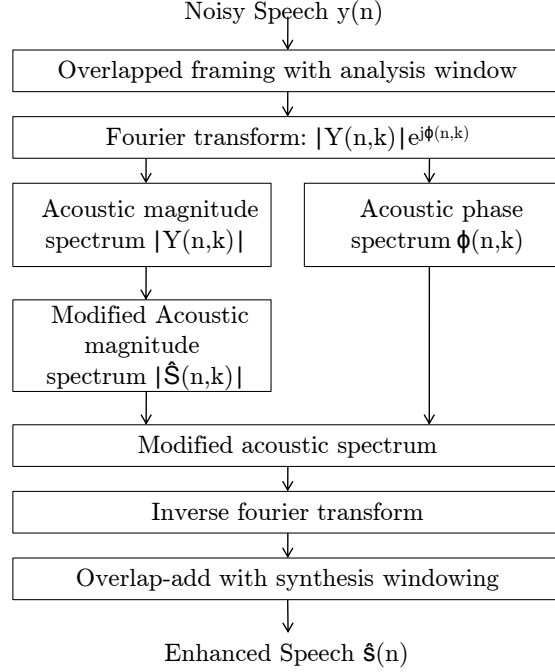 Noisy Speech y(n)
Overlapped framing with analysis window
Fourier transform: |Y(n,k)|e^{jϕ(n,k)}
Acoustic magnitude
spectrum |Y(n,k)|
Acoustic phase
spectrum ϕ(n,k)
Modified Acoustic
magnitude
spectrum |Ŝ(n,k)|
Modified acoustic spectrum
Inverse fourier transform
Overlap-add with synthesis windowing
Enhanced Speech ŝ(n)